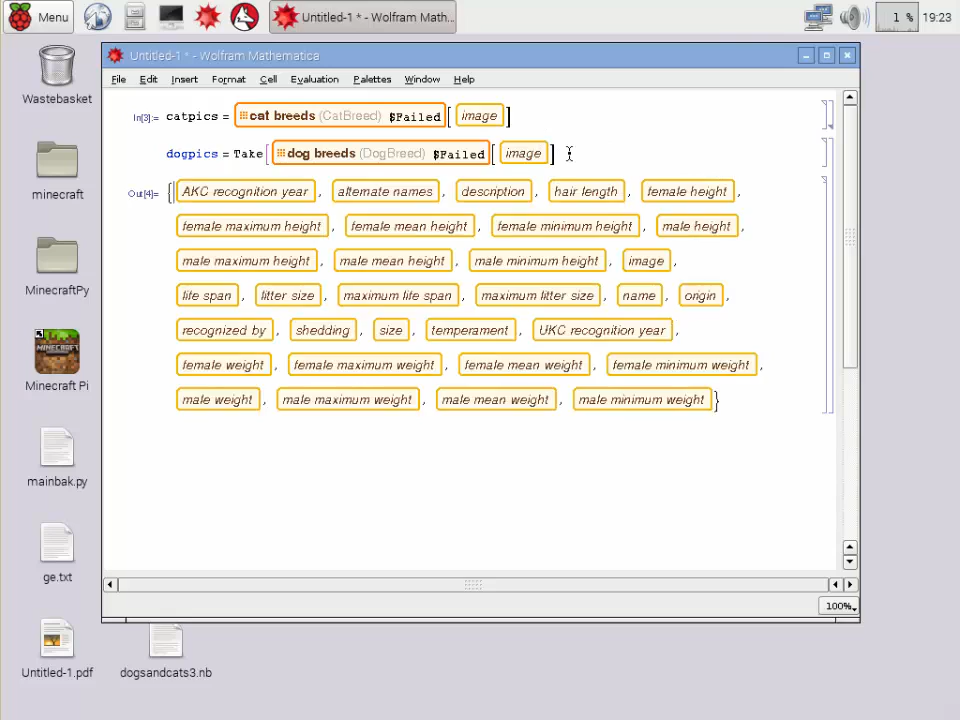 Menu
Untitled-1 * - Wolfram Math...
1 %
19:23
Wastebasket
minecraft
MinecraftPy
MINECRAFT
Minecraft Pi
mainbak.py
ge.txt
Untitled-1.pdf
dogsandcats3.nb
Untitled-1 * - Wolfram Mathematica
File Edit Insert Format Cell Evaluation Palettes Window Help
In[3]:= catpics = cat breeds (CatBreed) $Failed [ image ]
dogpics = Take[ dog breeds (DogBreed) $Failed [ image ]
Out[4]= { AKC recognition year , alternate names , description , hair length , female height ,
female maximum height , female mean height , female minimum height , male height ,
male maximum height , male mean height , male minimum height , image ,
life span , litter size , maximum life span , maximum litter size , name , origin ,
recognized by , shedding , size , temperament , UKC recognition year ,
female weight , female maximum weight , female mean weight , female minimum weight ,
male weight , male maximum weight , male mean weight , male minimum weight }
100%